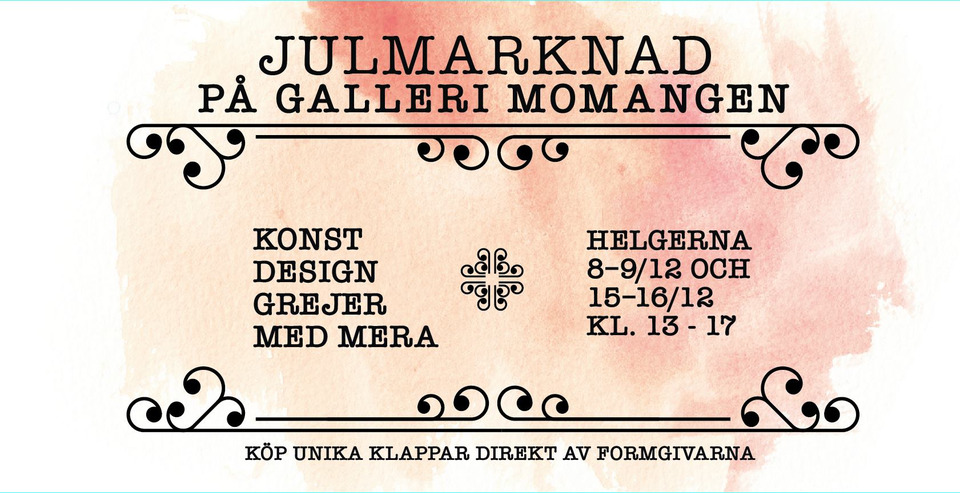 JULMARKNAD
PÅ GALLERI MOMANGEN
KONST
DESIGN
GREJER
MED MERA
HELGERNA
8-9/12 OCH
15-16/12
KL. 13 - 17
KÖP UNIKA KLAPPAR DIREKT AV FORMGIVARNA